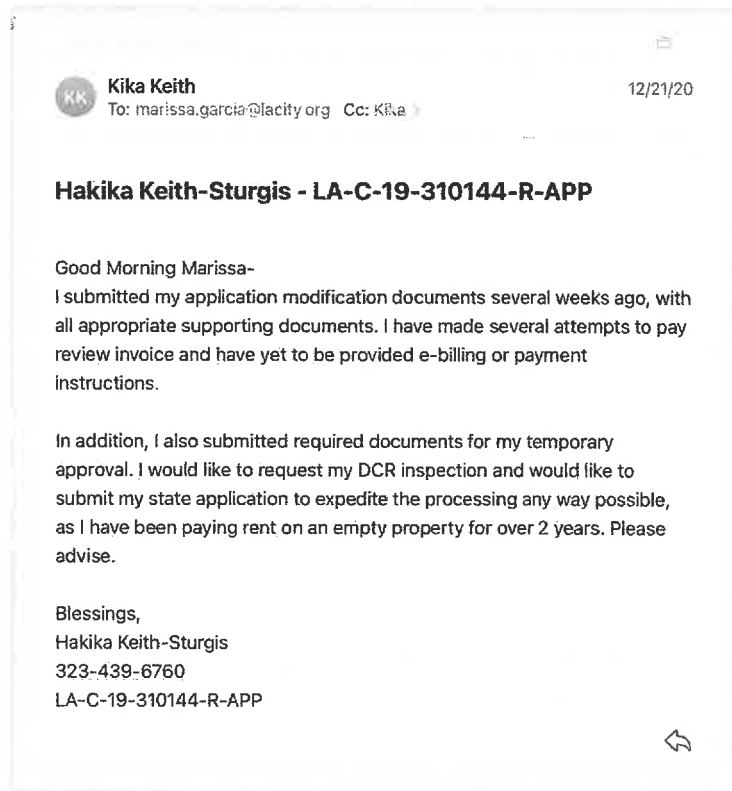 KK
Kika Keith
12/21/20
To: marissa.garcia@lacity.org Cc: Kika >
Hakika Keith-Sturgis - LA-C-19-310144-R-APP
Good Morning Marissa-
I submitted my application modification documents several weeks ago, with
all appropriate supporting documents. I have made several attempts to pay
review invoice and have yet to be provided e-billing or payment
instructions.
In addition, I also submitted required documents for my temporary
approval. I would like to request my DCR inspection and would like to
submit my state application to expedite the processing any way possible,
as I have been paying rent on an empty property for over 2 years. Please
advise.
Blessings,
Hakika Keith-Sturgis
323-439-6760
LA-C-19-310144-R-APP